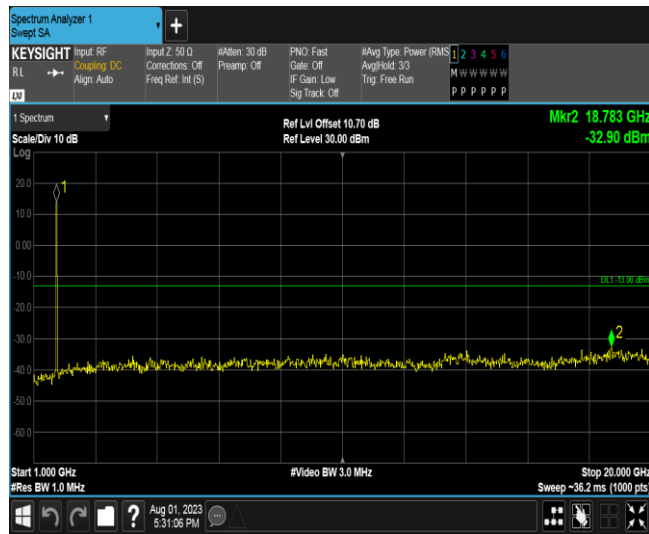 Spectrum Analyzer 1
Swept SA
+
KEYSIGHT
RL
LXI
Input: RF
Coupling: DC
Align: Auto
Input Z: 50 Ω
Corrections: Off
Freq Ref: Int (S)
#Atten: 30 dB
Preamp: Off
PNO: Fast
Gate: Off
IF Gain: Low
Sig Track: Off
#Avg Type: Power (RMS
Avg|Hold: 3/3
Trig: Free Run
1 2 3 4 5 6
M W W W W W
P P P P P P
1 Spectrum
Scale/Div 10 dB
Log
Ref Lvl Offset 10.70 dB
Ref Level 30.00 dBm
Mkr2 18.783 GHz
-32.90 dBm
20.0
10.0
0.00
-10.0
-20.0
-30.0
-40.0
-50.0
-60.0
1
DL1 -13.00 dBm
2
Start 1.000 GHz
#Res BW 1.0 MHz
#Video BW 3.0 MHz
Stop 20.000 GHz
Sweep ~36.2 ms (1000 pts)
?
Aug 01, 2023
5:31:06 PM